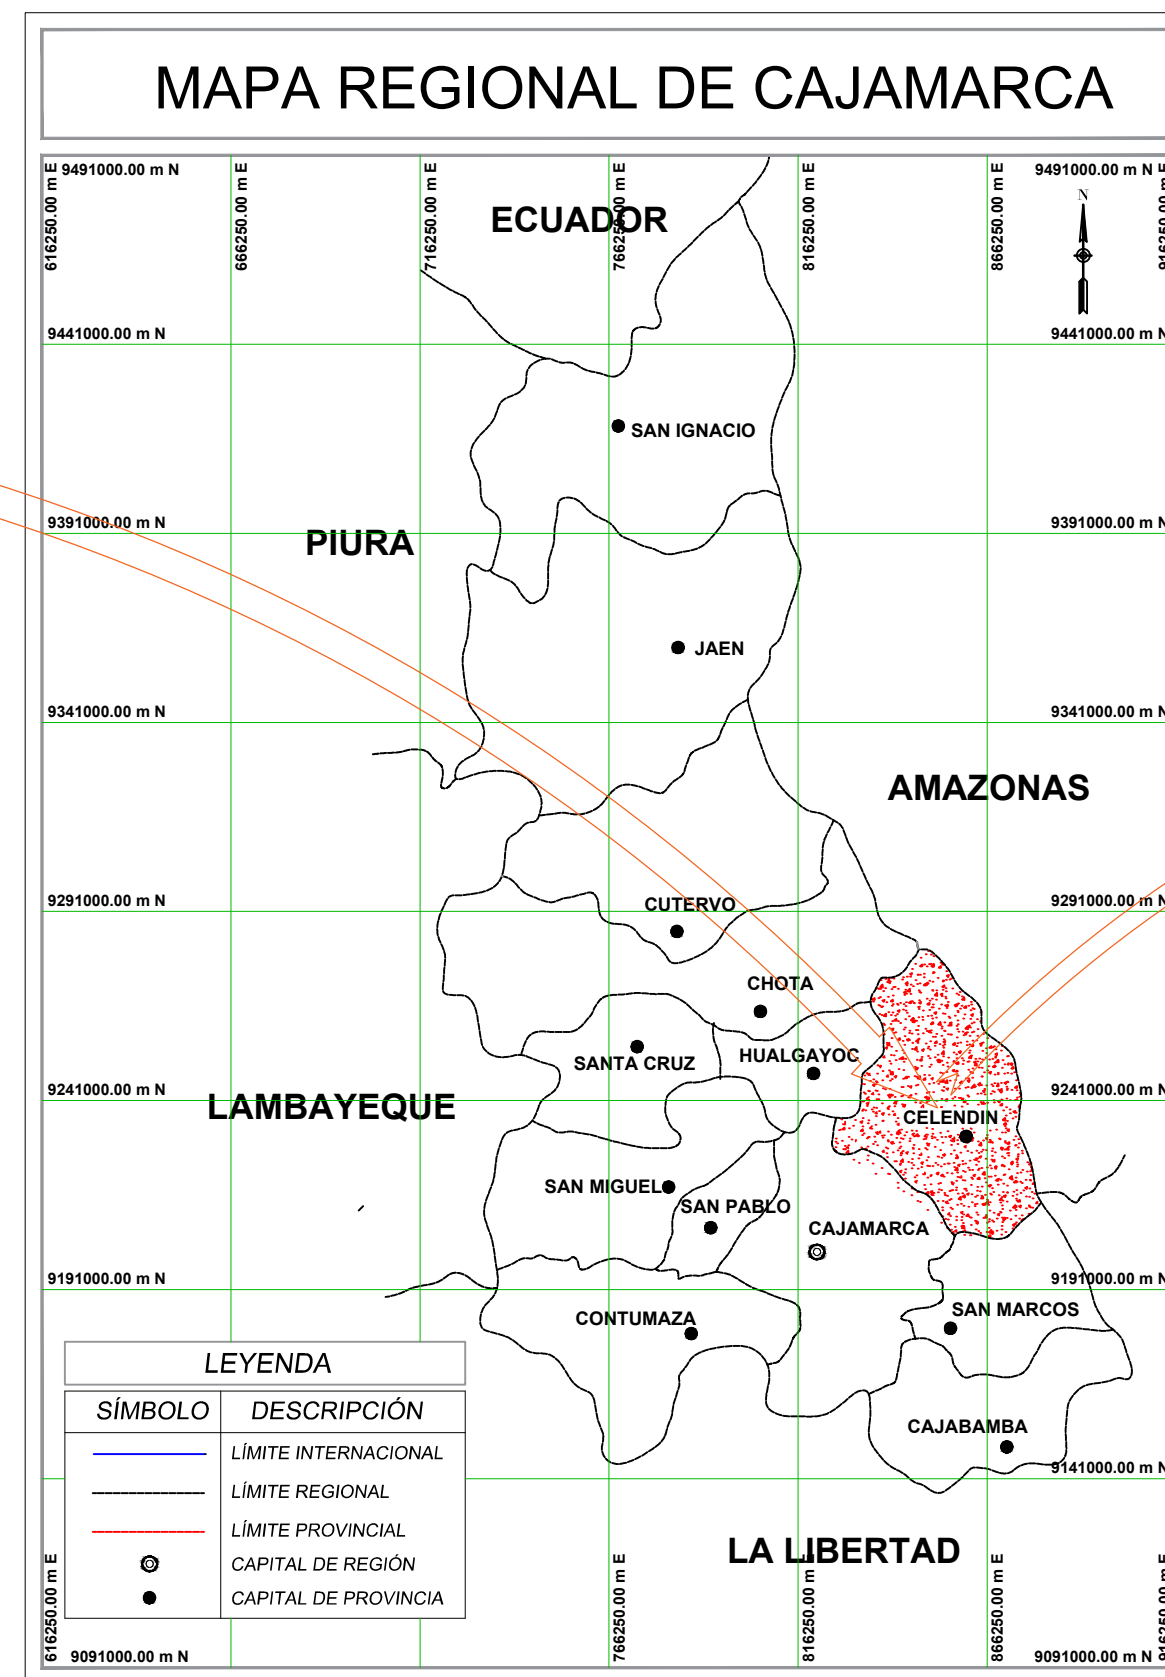 MAPA REGIONAL DE CAJAMARCA
616250.00 m E
9491000.00 m N
666250.00 m E
716250.00 m E
766250.00 m E
816250.00 m E
866250.00 m E
9491000.00 m N
916250.00 m E
N
ECUADOR
9441000.00 m N
9441000.00 m N
SAN IGNACIO
9391000.00 m N
9391000.00 m N
PIURA
JAEN
9341000.00 m N
9341000.00 m N
AMAZONAS
9291000.00 m N
9291000.00 m N
CUTERVO
CHOTA
HUALGAYOC
SANTA CRUZ
9241000.00 m N
LAMBAYEQUE
CELENDIN
SAN MIGUEL
SAN PABLO
CAJAMARCA
9191000.00 m N
9191000.00 m N
SAN MARCOS
CONTUMAZA
CAJABAMBA
9141000.00 m N
LA LIBERTAD
LEYENDA
SÍMBOLO
DESCRIPCIÓN
LÍMITE INTERNACIONAL
LÍMITE REGIONAL
LÍMITE PROVINCIAL
CAPITAL DE REGIÓN
CAPITAL DE PROVINCIA
616250.00 m E
9091000.00 m N
766250.00 m E
816250.00 m E
866250.00 m E
9091000.00 m N
916250.00 m E
9241000.00 m N